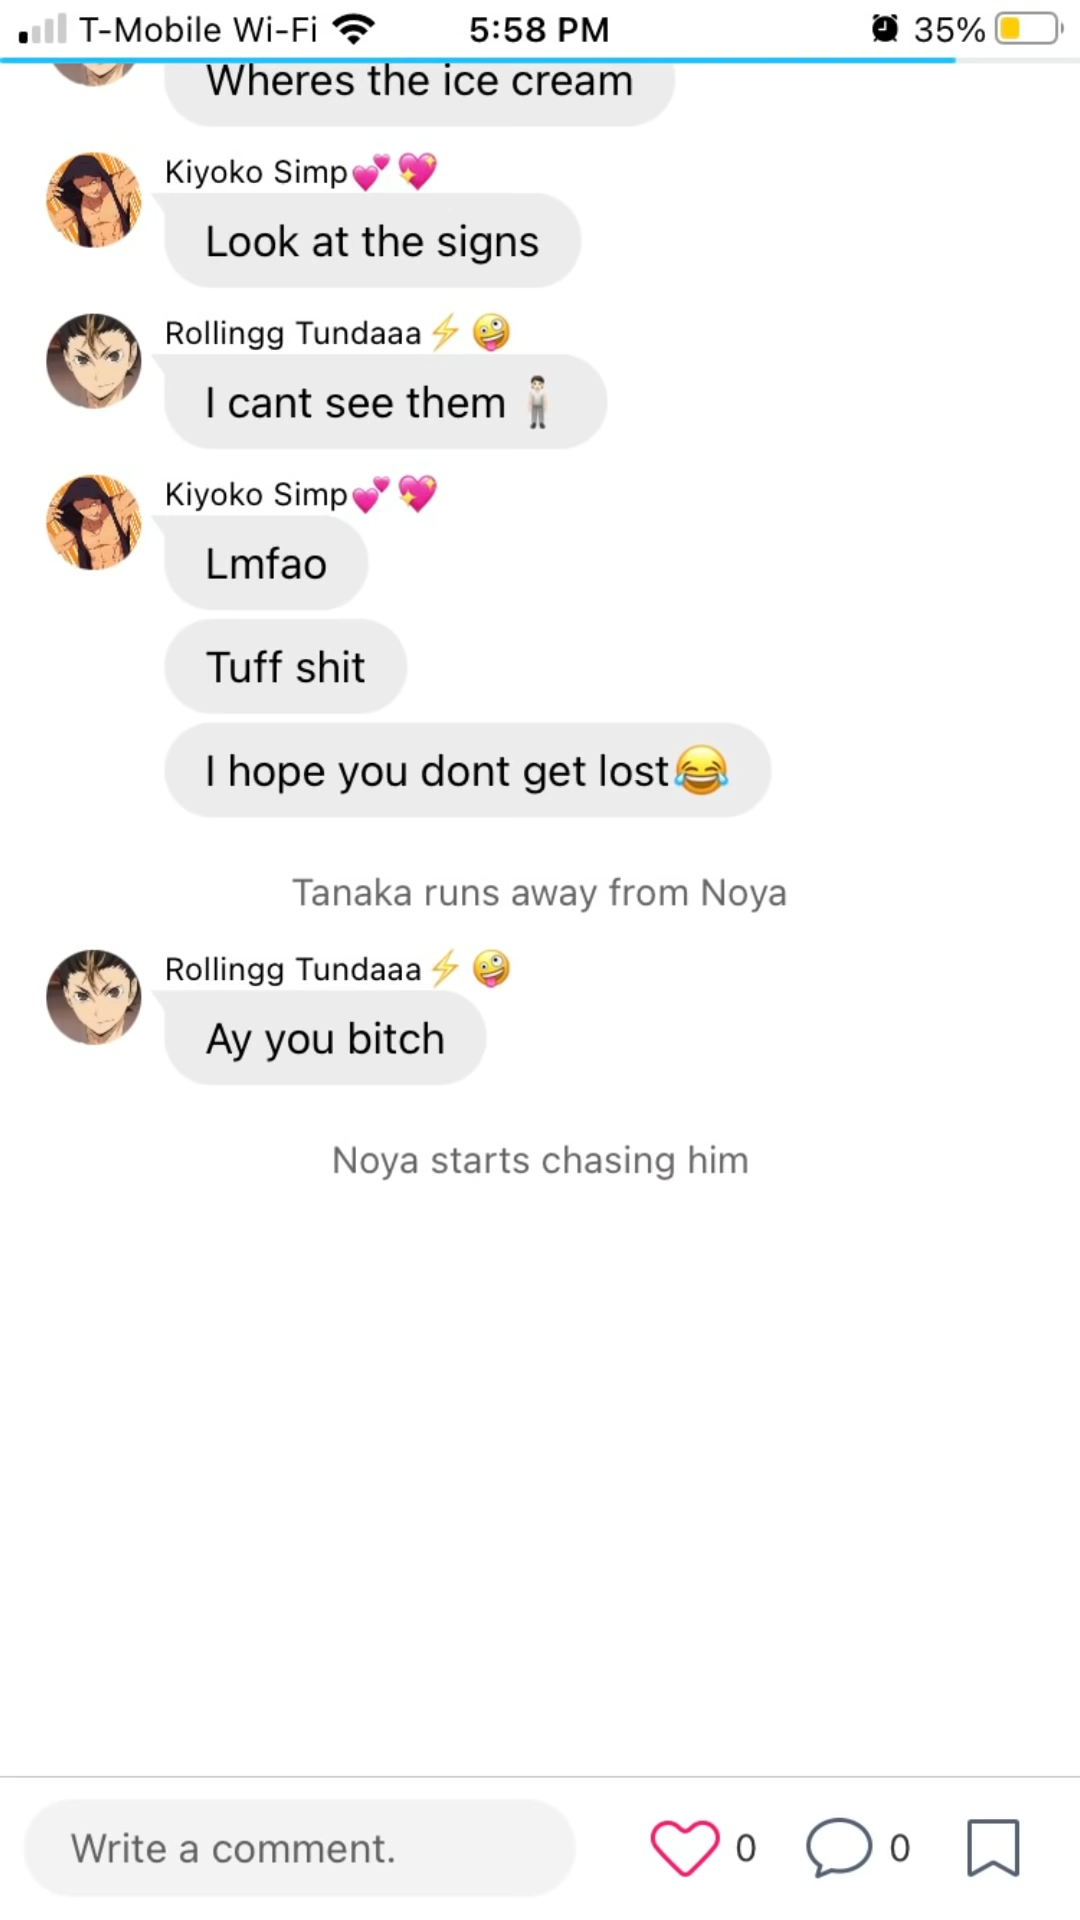 T-Mobile Wi-Fi 5:58 PM 35%
Wheres the ice cream
Kiyoko Simp💕💖
Look at the signs
Rollingg Tundaaa⚡🤪
I cant see them🧍🏻‍♂️
Kiyoko Simp💕💖
Lmfao
Tuff shit
I hope you dont get lost😂
Tanaka runs away from Noya
Rollingg Tundaaa⚡🤪
Ay you bitch
Noya starts chasing him
Write a comment. 0 0